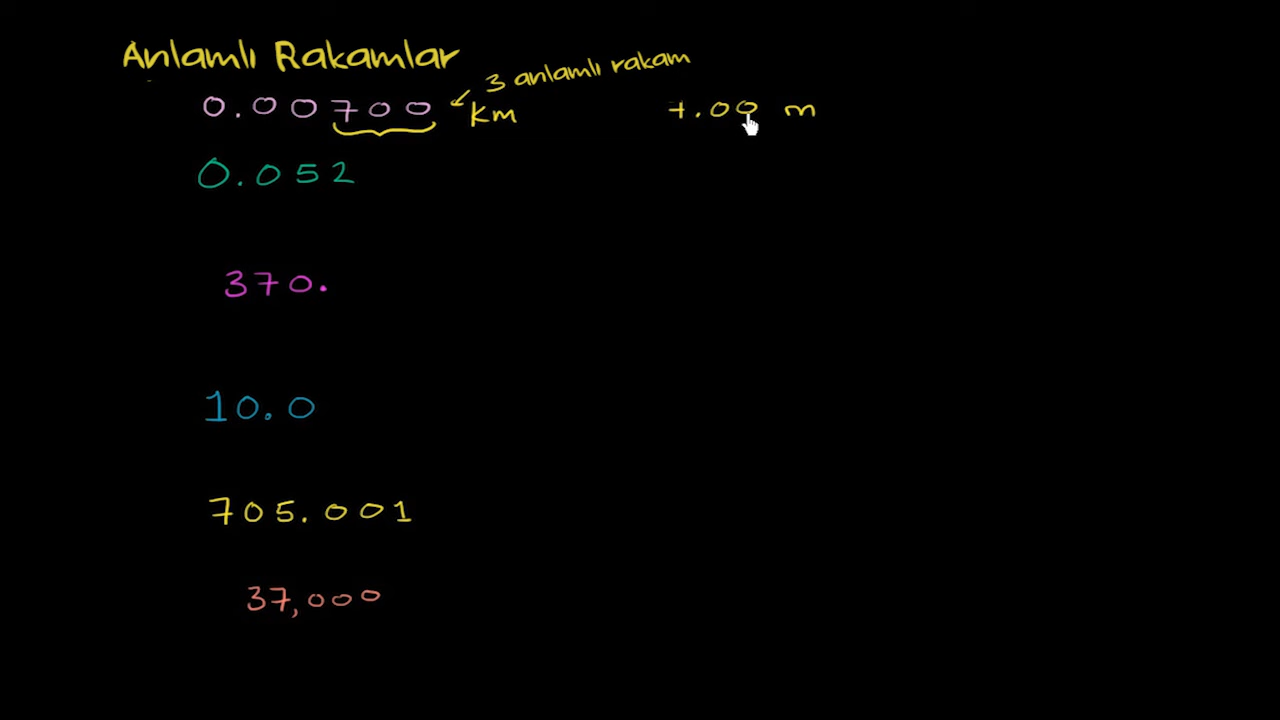 Anlamlı Rakamlar
3 anlamlı rakam
0.00700 km 7.00 m
0.052
370.
10.0
705.001
37,000